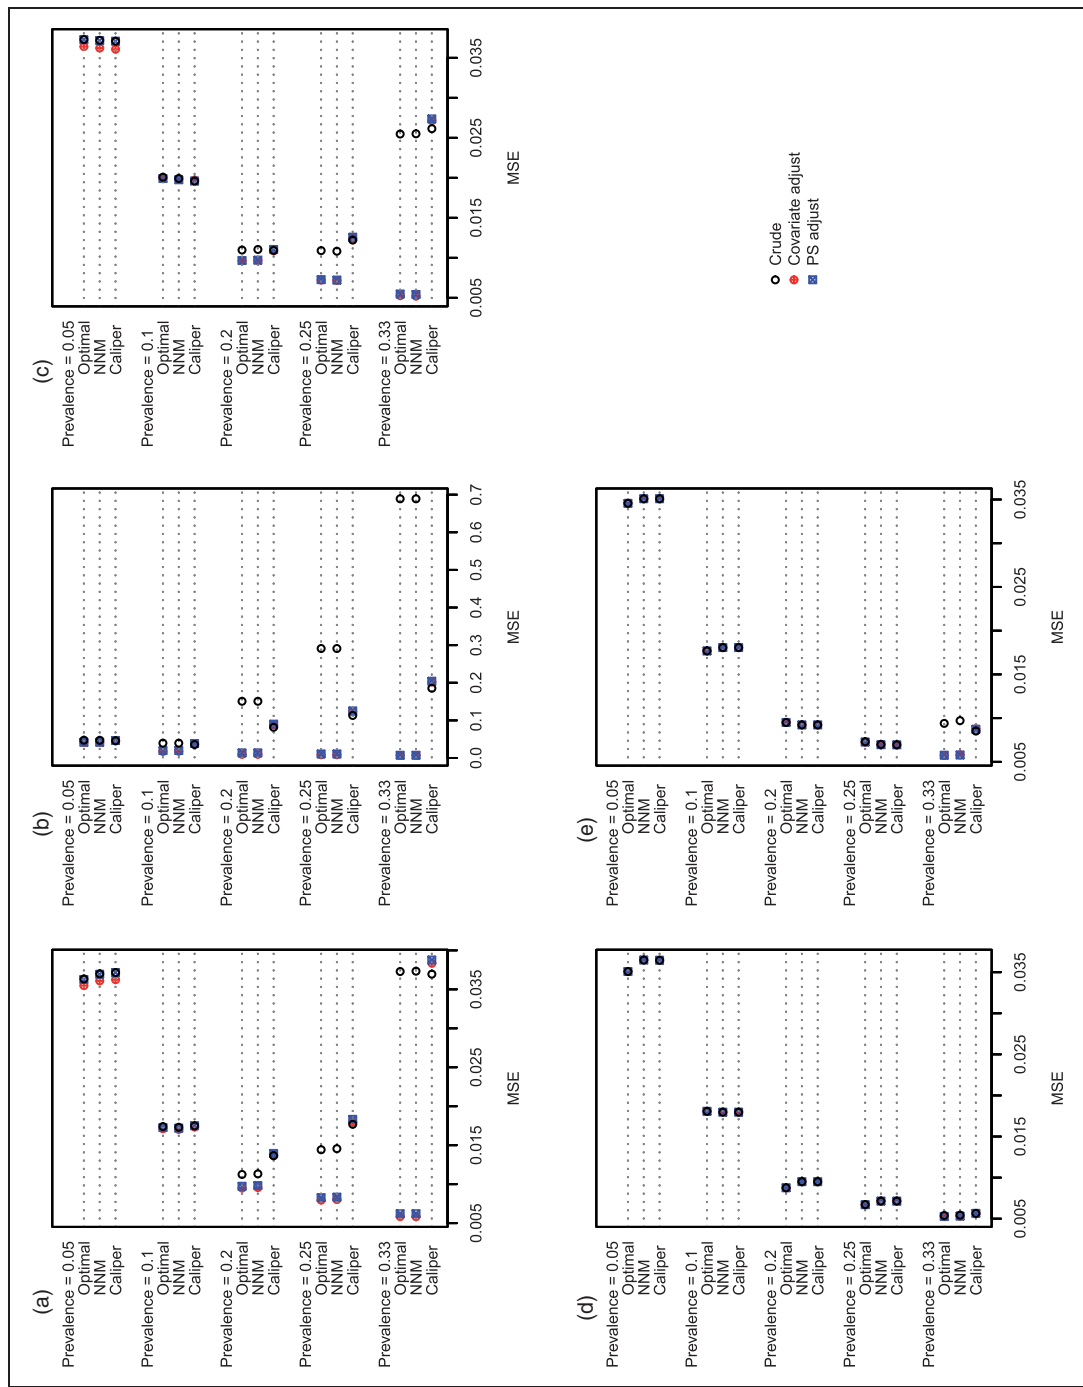 (a)
Prevalence = 0.05
Optimal
NNM
Caliper
Prevalence = 0.1
Optimal
NNM
Caliper
Prevalence = 0.2
Optimal
NNM
Caliper
Prevalence = 0.25
Optimal
NNM
Caliper
Prevalence = 0.33
Optimal
NNM
Caliper
0.005 0.015 0.025 0.035
MSE
(b)
Prevalence = 0.05
Optimal
NNM
Caliper
Prevalence = 0.1
Optimal
NNM
Caliper
Prevalence = 0.2
Optimal
NNM
Caliper
Prevalence = 0.25
Optimal
NNM
Caliper
Prevalence = 0.33
Optimal
NNM
Caliper
0.0 0.1 0.2 0.3 0.4 0.5 0.6 0.7
MSE
(c)
Prevalence = 0.05
Optimal
NNM
Caliper
Prevalence = 0.1
Optimal
NNM
Caliper
Prevalence = 0.2
Optimal
NNM
Caliper
Prevalence = 0.25
Optimal
NNM
Caliper
Prevalence = 0.33
Optimal
NNM
Caliper
0.005 0.015 0.025 0.035
MSE
(d)
Prevalence = 0.05
Optimal
NNM
Caliper
Prevalence = 0.1
Optimal
NNM
Caliper
Prevalence = 0.2
Optimal
NNM
Caliper
Prevalence = 0.25
Optimal
NNM
Caliper
Prevalence = 0.33
Optimal
NNM
Caliper
0.005 0.015 0.025 0.035
MSE
(e)
Prevalence = 0.05
Optimal
NNM
Caliper
Prevalence = 0.1
Optimal
NNM
Caliper
Prevalence = 0.2
Optimal
NNM
Caliper
Prevalence = 0.25
Optimal
NNM
Caliper
Prevalence = 0.33
Optimal
NNM
Caliper
0.005 0.015 0.025 0.035
MSE
Crude
Covariate adjust
PS adjust